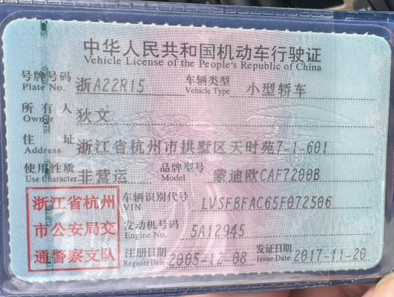 中华人民共和国机动车行驶证
Vehicle License of the People's Republic of China
号牌号码 浙A22R15 车辆类型 小型轿车
Plate No. Vehicle Type
所有人 狄文
Owner
住址 浙江省杭州市拱墅区天时苑7-1-601
Address
使用性质 非营运 品牌型号 蒙迪欧CAF7200B
Use Character Model
浙江省杭州
市公安局交
通警察支队
车辆识别代号 LVSFBFAC65F072506
VIN
发动机号码 5A12945
Engine No.
注册日期 2005-12-08 发证日期 2017-11-20
Register Date Issue Date